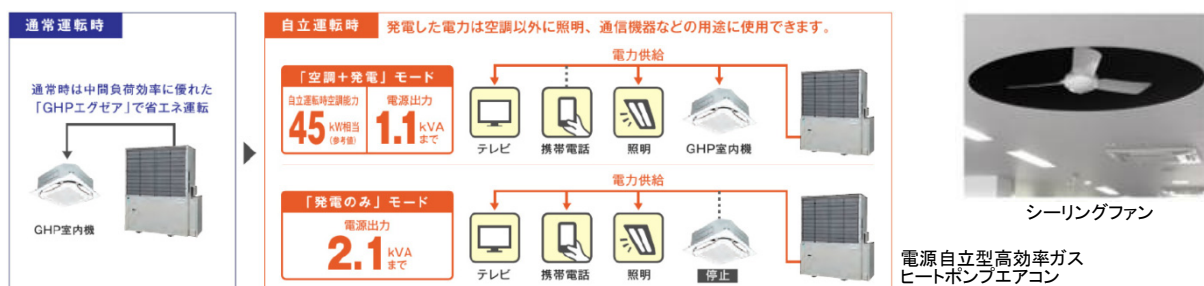 通常運転時
通常時は中間負荷効率に優れた
「GHPエグゼア」で省エネ運転
GHP室内機
自立運転時
発電した電力は空調以外に照明、通信機器などの用途に使用できます。
「空調+発電」モード
自立運転時空調能力
45 kW相当
(参考値)
電源出力
1.1 kVA
まで
電力供給
テレビ
携帯電話
照明
GHP室内機
「発電のみ」モード
電源出力
2.1 kVA
まで
電力供給
テレビ
携帯電話
照明
停止
シーリングファン
電源自立型高効率ガス
ヒートポンプエアコン